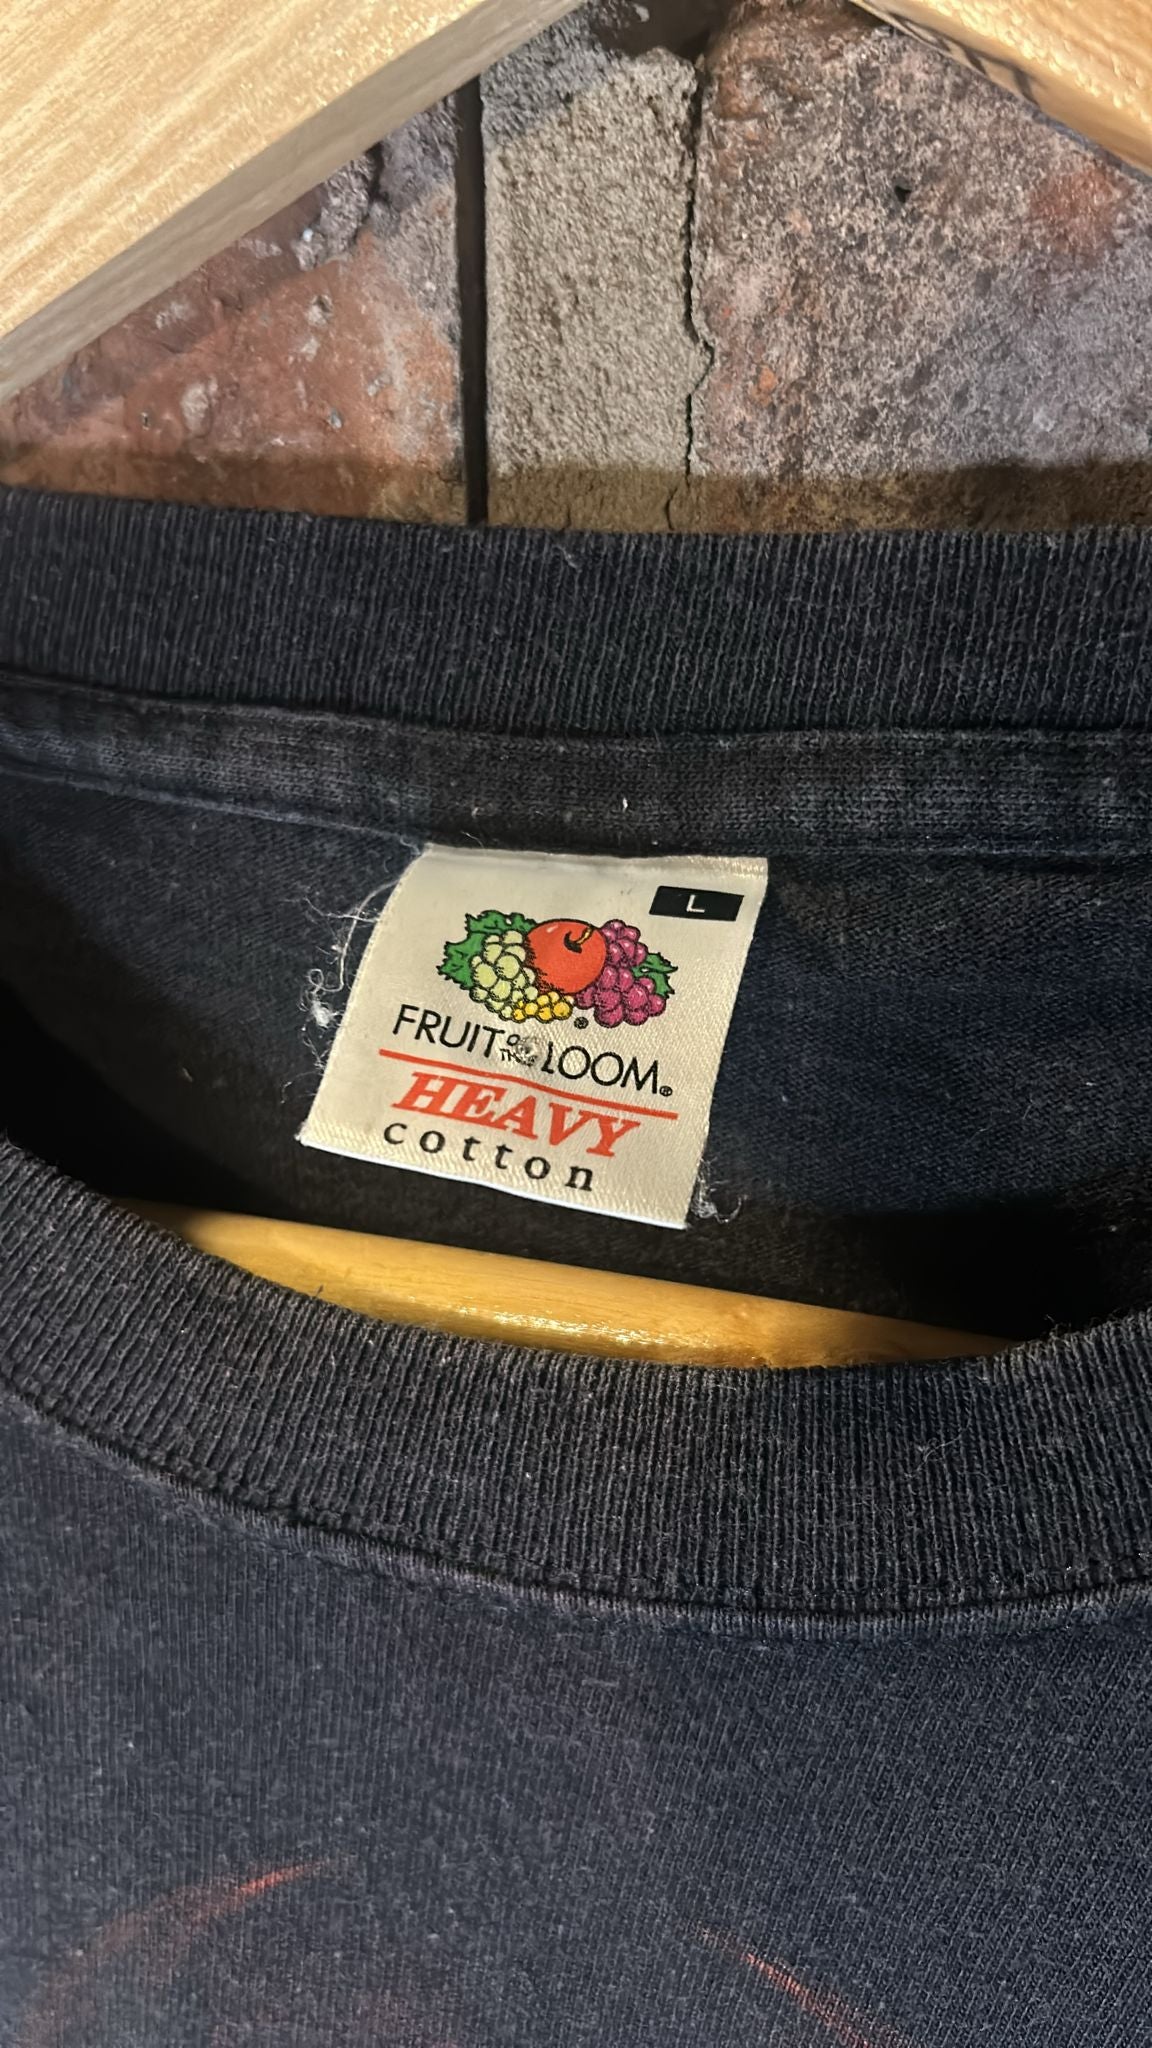 L
FRUIT OF THE LOOM®
HEAVY
cotton